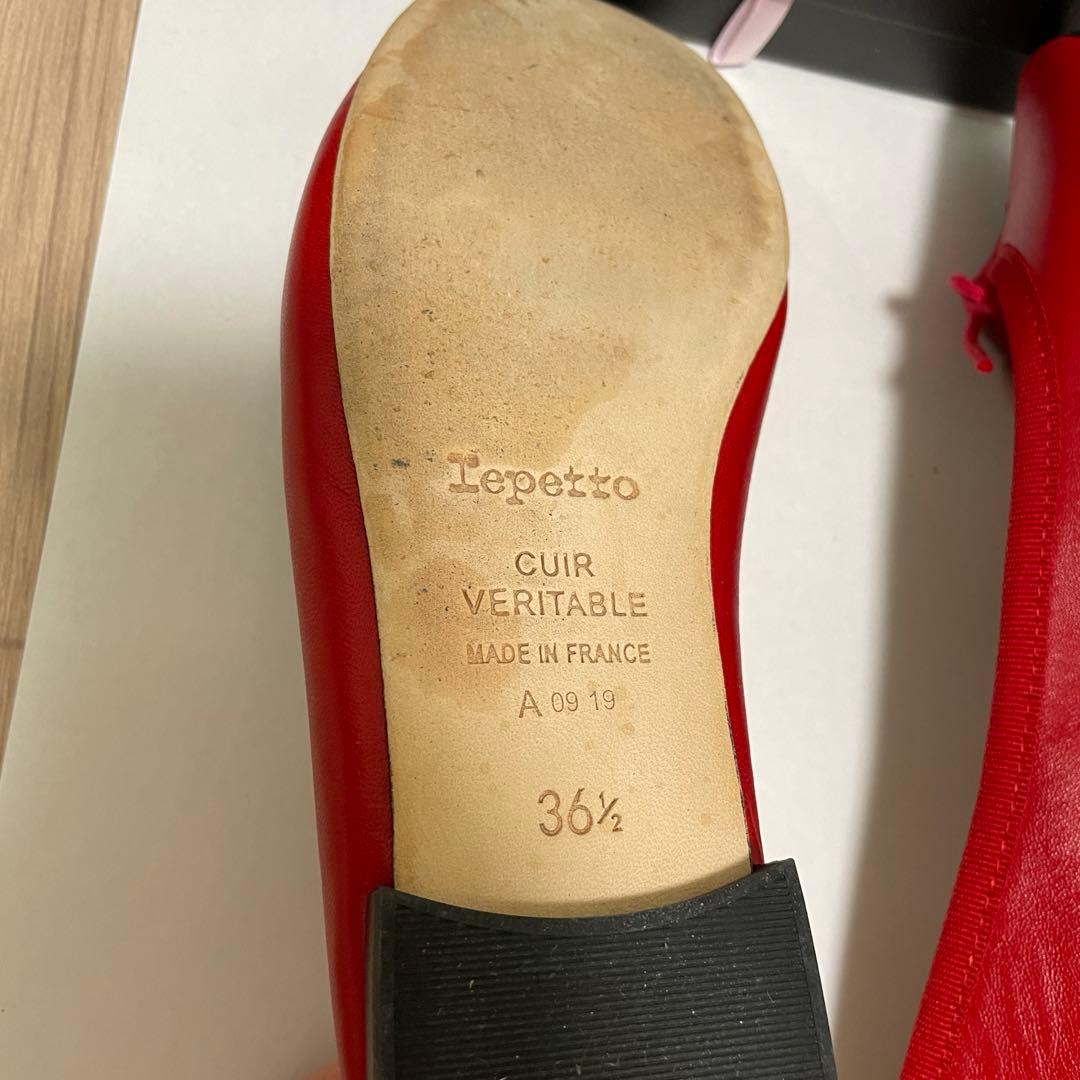 repetto
CUIR
VERITABLE
MADE IN FRANCE
A 09 19
36½